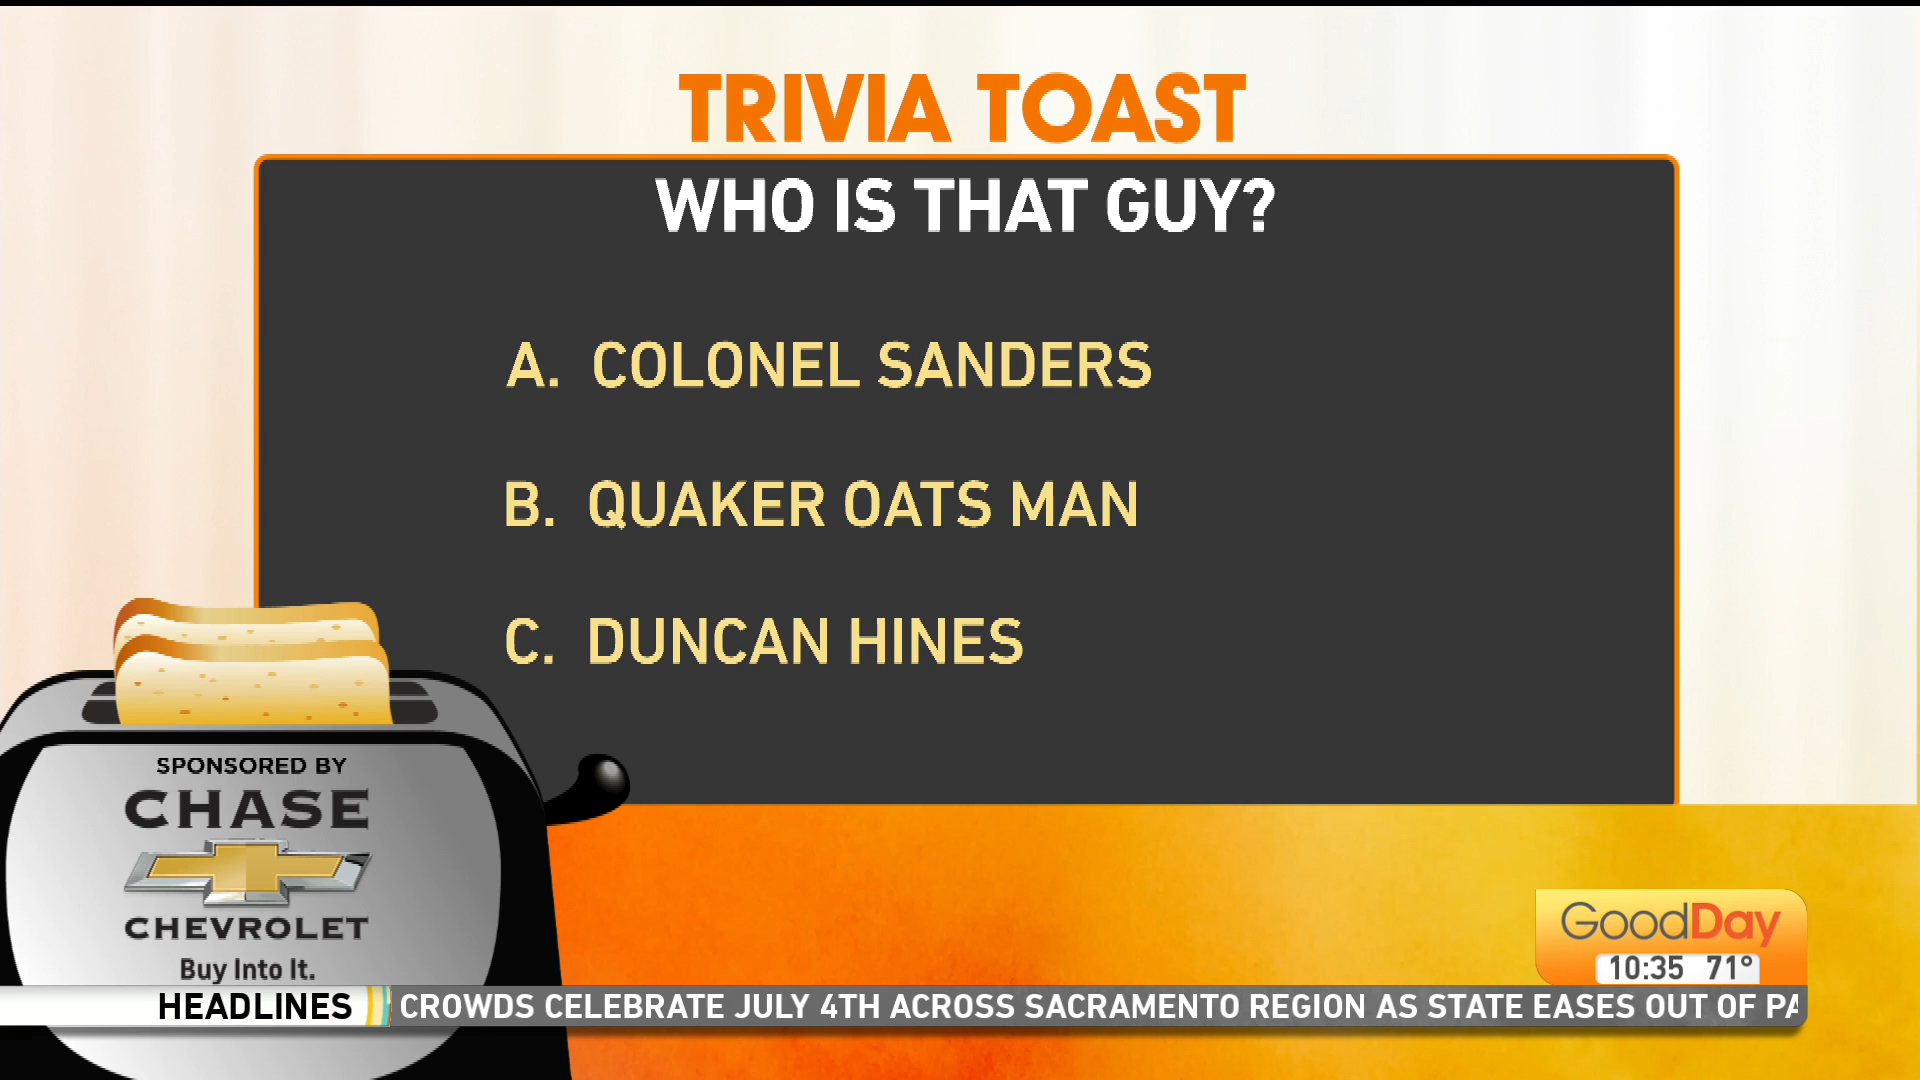 TRIVIA TOAST
WHO IS THAT GUY?
A. COLONEL SANDERS
B. QUAKER OATS MAN
C. DUNCAN HINES
SPONSORED BY
CHASE
CHEVROLET
Buy Into It.
GoodDay
10:35 71°
HEADLINES CROWDS CELEBRATE JULY 4TH ACROSS SACRAMENTO REGION AS STATE EASES OUT OF PA